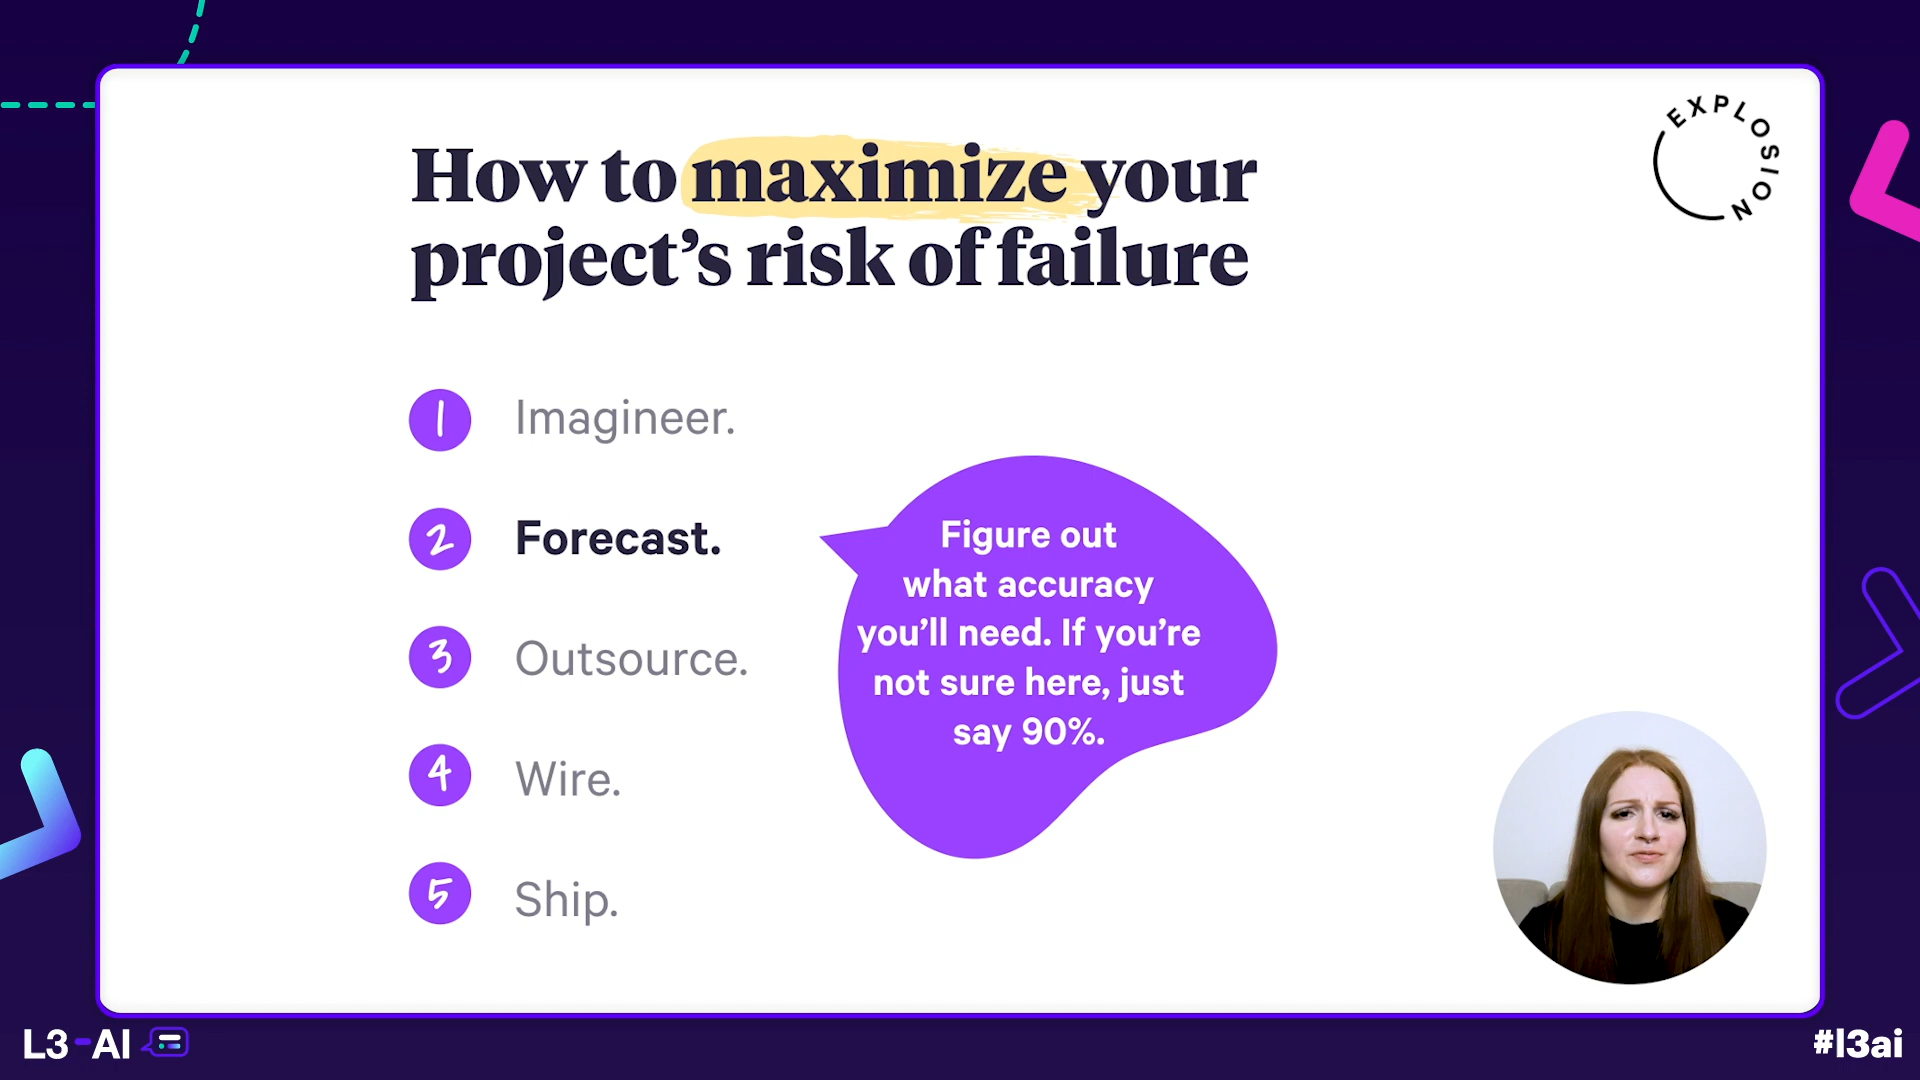 How to maximize your
project’s risk of failure
EXPLOSION
1 Imagineer.
2 Forecast.
3 Outsource.
4 Wire.
5 Ship.
Figure out
what accuracy
you’ll need. If you’re
not sure here, just
say 90%.
L3-AI
#l3ai